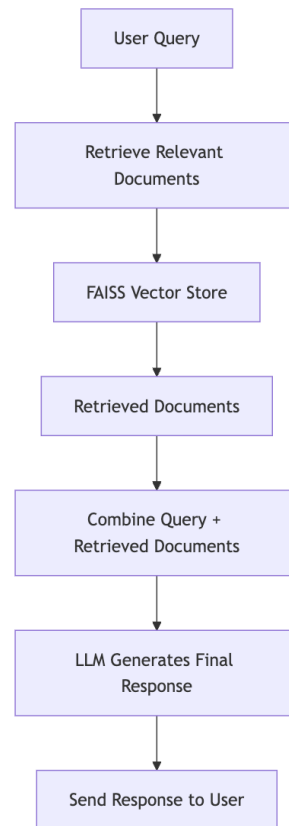 User Query
Retrieve Relevant
Documents
FAISS Vector Store
Retrieved Documents
Combine Query +
Retrieved Documents
LLM Generates Final
Response
Send Response to User